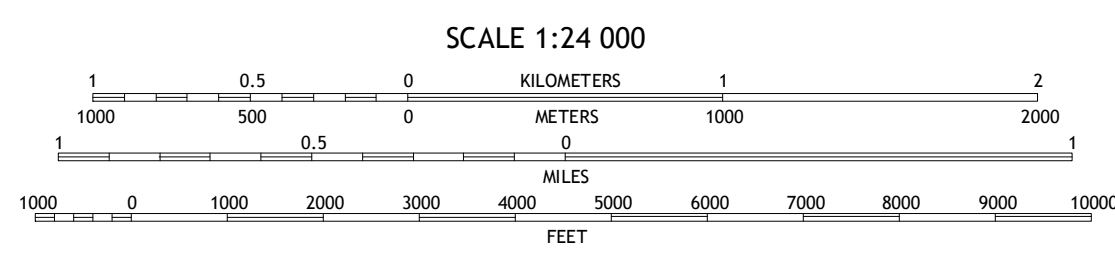 SCALE 1:24 000
1 0.5 0 KILOMETERS 1 2
1000 500 0 METERS 1000 2000
1 0.5 0 1
MILES
1000 0 1000 2000 3000 4000 5000 6000 7000 8000 9000 10000
FEET